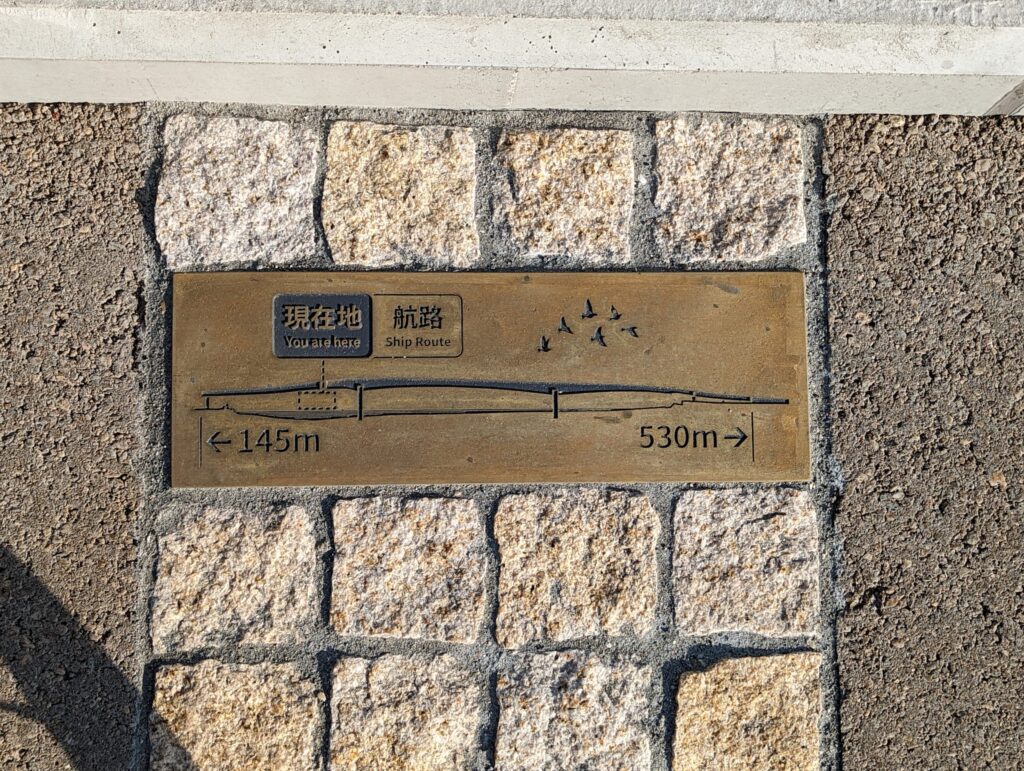 現在地
You are here
航路
Ship Route
←145m
530m→